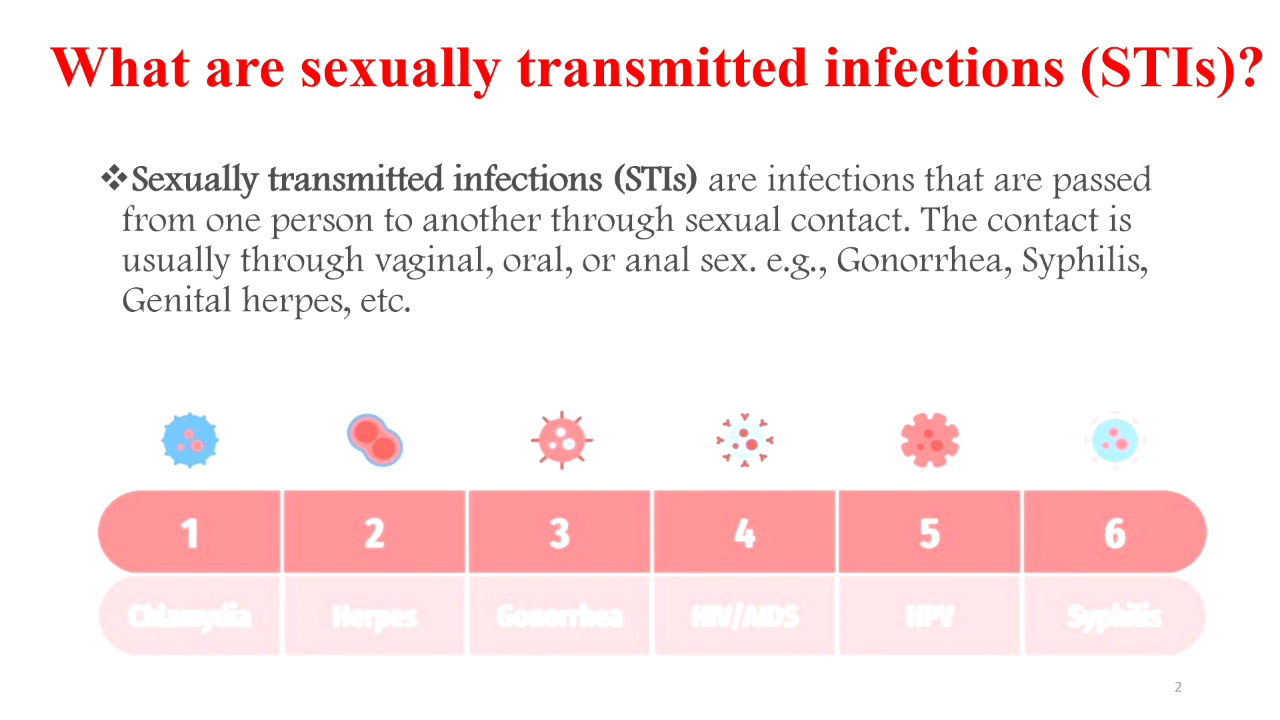 What are sexually transmitted infections (STIs)?
❖Sexually transmitted infections (STIs) are infections that are passed
from one person to another through sexual contact. The contact is
usually through vaginal, oral, or anal sex. e.g., Gonorrhea, Syphilis,
Genital herpes, etc.
1 2 3 4 5 6
Chlamydia Herpes Gonorrhea HIV/AIDS HPV Syphilis
2